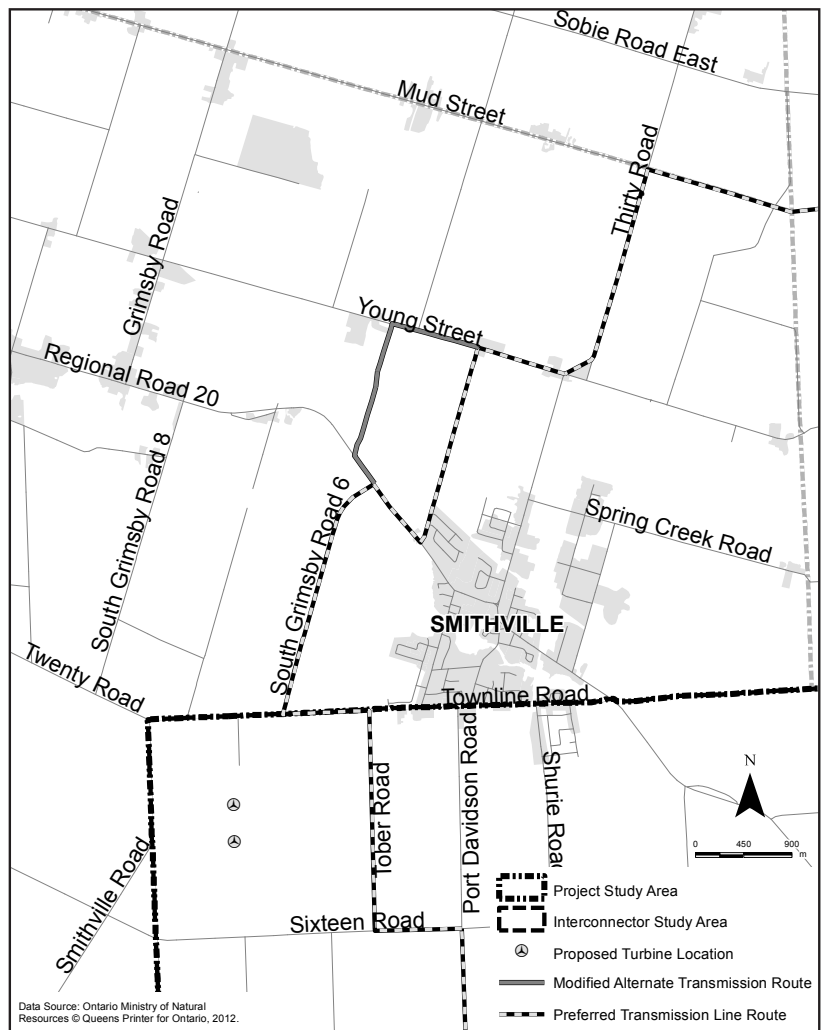 Sobie Road East
Mud Street
Thirty Road
Grimsby Road
Young Street
Regional Road 20
South Grimsby Road 8
South Grimsby Road 6
Spring Creek Road
SMITHVILLE
Twenty Road
Townline Road
Tober Road
Port Davidson Road
Shurie Road
Smithville Road
Sixteen Road
N
0 450 900
m
Project Study Area
Interconnector Study Area
Proposed Turbine Location
Modified Alternate Transmission Route
Preferred Transmission Line Route
Data Source: Ontario Ministry of Natural
Resources © Queens Printer for Ontario, 2012.